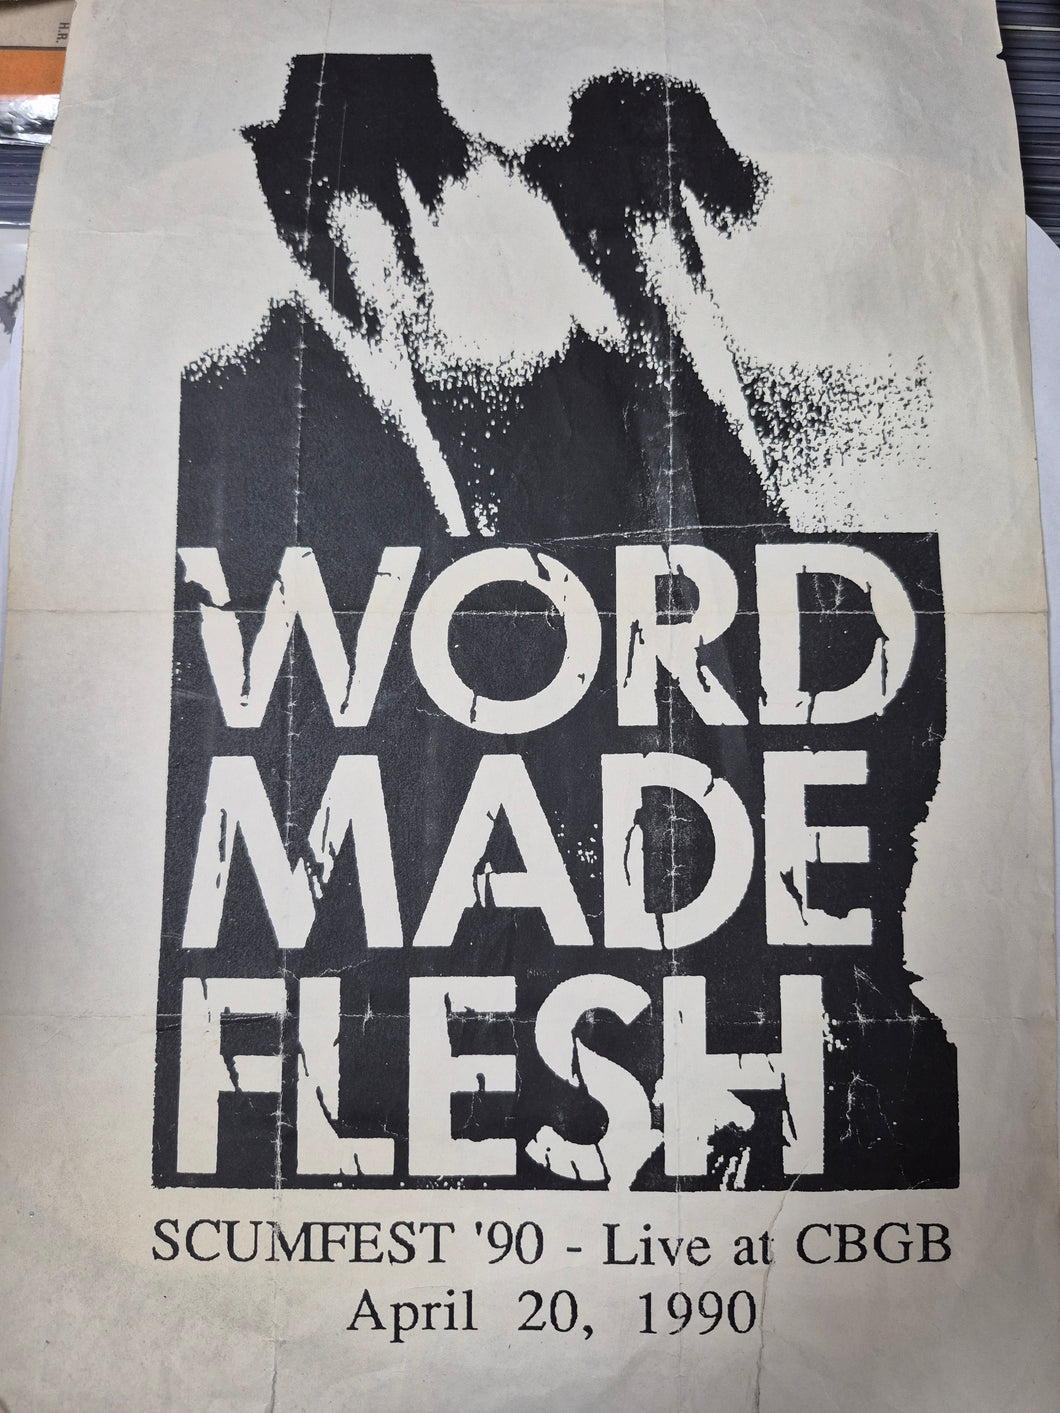 H.R.
WORD
MADE
FLESH
SCUMFEST '90 - Live at CBGB
April 20, 1990